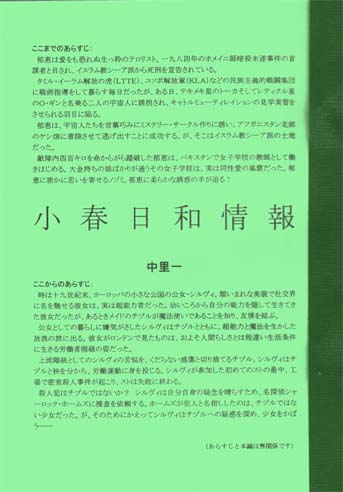 ここまでのあらすじ：
郁恵は愛をも恐れぬ生っ粋のテロリスト。一九八四年のホメイニ師暗殺未遂事件の首
謀者と目され、イスラム教シーア派から死刑を宣告されている。
タミル・イーラム解放の虎（LTTE）、コソボ解放軍（KLA）などの民族主義的戦闘集団
に戦術指導をして暮らす毎日だったが、ある日、テキメキ星のトーカそしてレティクル星
のO・ギンと名乗る二人の宇宙人に誘拐され、キャトルミューティレイションの見学実習を
させられる羽目に陥る。
郁恵は、宇宙人たちを言葉巧みにミステリー・サークル作りに誘い、アフガニスタン北部
のケシ畑に着陸させて逃げ出すことに成功する。が、そこはイスラム教シーア派の土地
だった。
敵陣内四百キロを命からがら踏破した郁恵は、パキスタンで女子学校の教師として働
きはじめる。大金持ちの娘ばかりが通うその女子学校は、実は同性愛の巣窟だった。郁
恵に密かに思いを寄せるノゾミ。郁恵に柔らかな誘惑の手が迫る！
小春日和情報
中里一
ここからのあらすじ：
時は十九世紀末、ヨーロッパの小さな公国の公女・シルヴィ。類いまれな美貌で社交界
に名を馳せる彼女は、実は超能力者だった。幼いころから自分の能力を隠して生きてき
た彼女だったが、あるときメイドのチヅルが魔法使いであることを知り、友情を結ぶ。
公女としての暮らしに嫌気がさしたシルヴィはチヅルとともに、超能力と魔法を生かした
放浪の旅に出る。彼女がロンドンで見たものは、およそ人間らしさとは程遠い生活条件
に生きる労働者階級の姿だった。
上流階級としてのシルヴィの苦悩を、くだらない感傷と切り捨てるチヅル。シルヴィはチ
ヅルと袂を分かち、労働運動に身を投じる。シルヴィが参加した初めてのストの最中、工
場で密室殺人事件が起こり、ストは失敗に終わる。
殺人犯はチヅルではないか？　シルヴィは自分自身の疑念を晴らすため、名探偵シャ
ーロック・ホームズに捜査を依頼する。ホームズが犯人と名指ししたのは、チヅルではな
い少女だった。が、そのためにかえってシルヴィはチヅルへの疑惑を深め、少女をかば
う――
（あらすじと本編は無関係です）